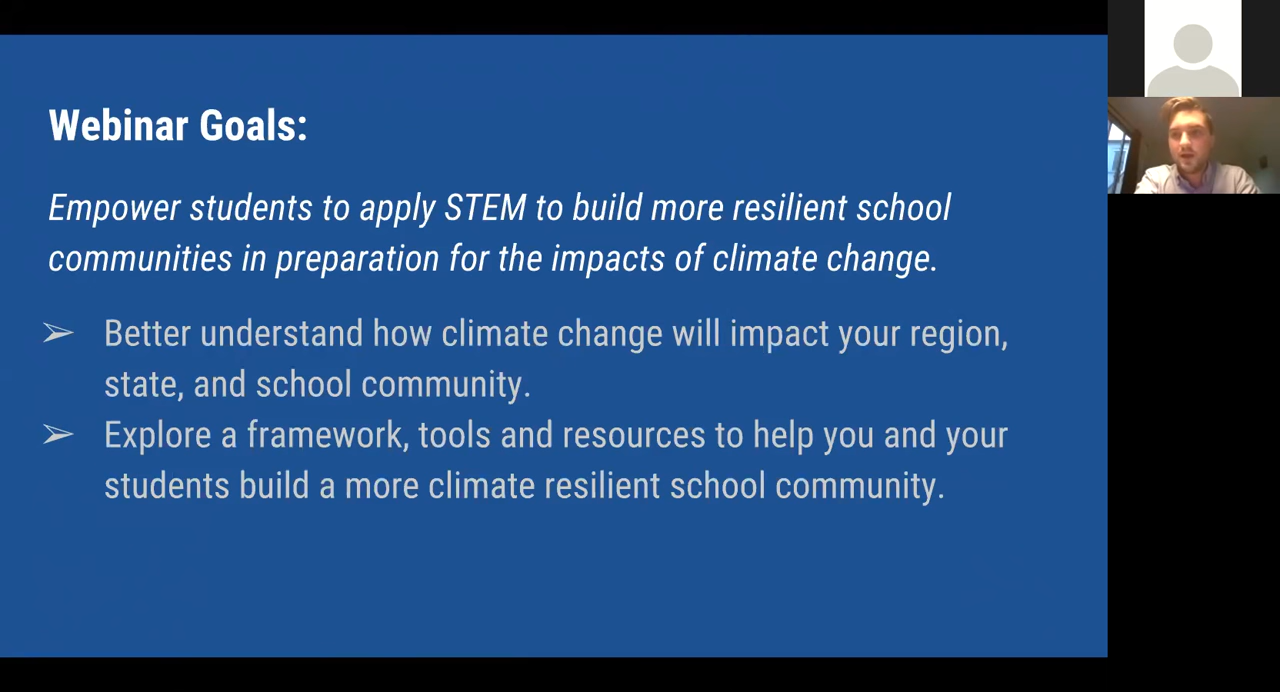 Webinar Goals:
Empower students to apply STEM to build more resilient school
communities in preparation for the impacts of climate change.
➢ Better understand how climate change will impact your region,
state, and school community.
➢ Explore a framework, tools and resources to help you and your
students build a more climate resilient school community.